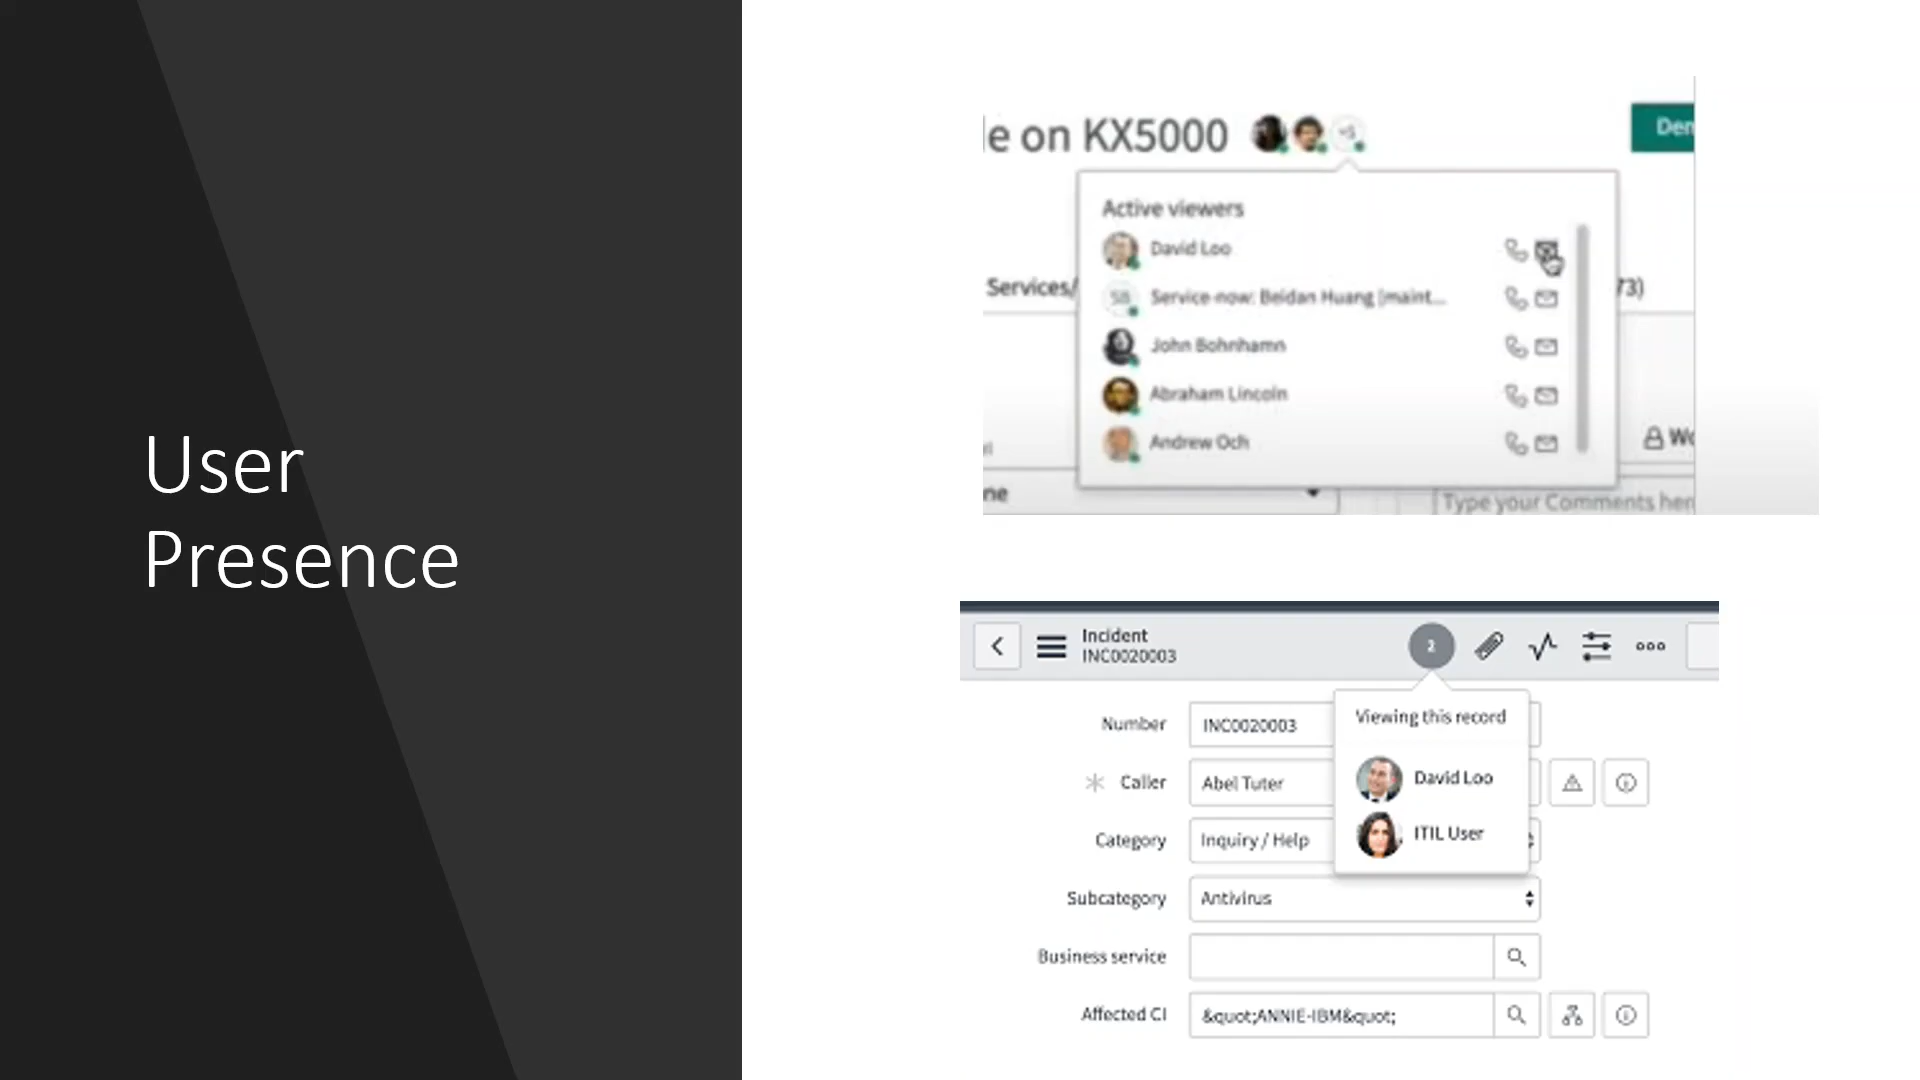 User
Presence
e on KX5000
+5
Den
Active viewers
David Loo
Services/
SB Service-now: Beidan Huang [maint...
73)
John Bohnhamn
Abraham Lincoln
Andrew Och
Wo
ne
Type your Comments her
Incident
INC0020003
2
Viewing this record
Number INC0020003
David Loo
Caller Abel Tuter
ITIL User
Category Inquiry / Help
Subcategory Antivirus
Business service
Affected CI &quot;ANNIE-IBM&quot;